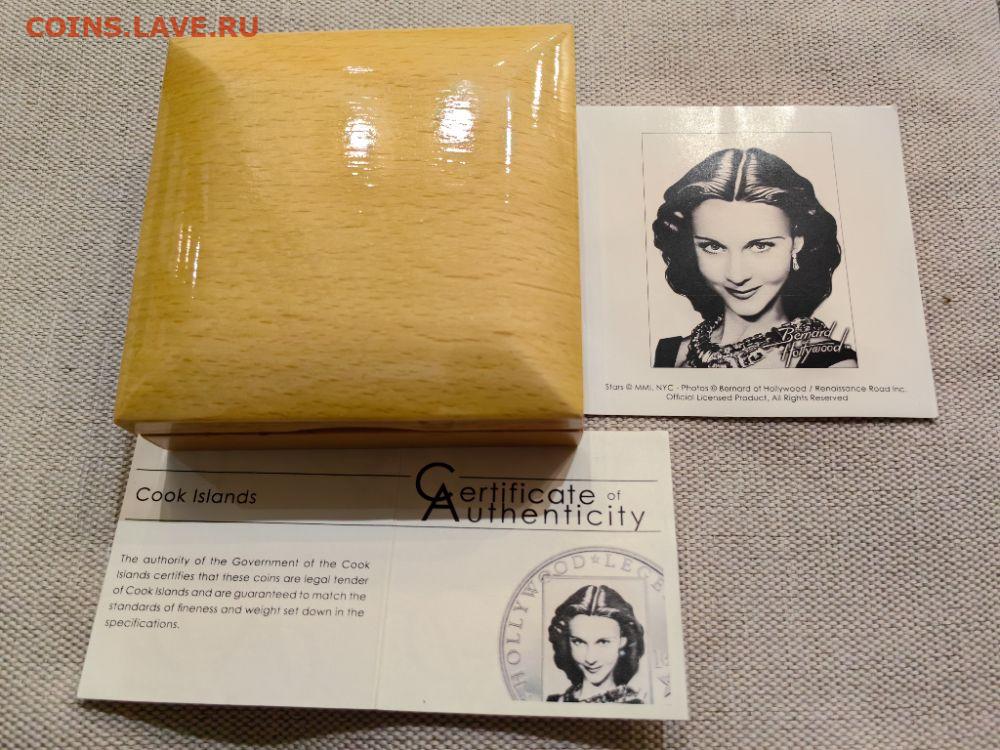 COINS.LAVE.RU
Bernard
of
Hollywood
Stars © MMI, NYC - Photos © Bernard of Hollywood / Renaissance Road Inc.
Official Licensed Product, All Rights Reserved
Cook Islands
Certificate of
Authenticity
The authority of the Government of the Cook
Islands certifies that these coins are legal tender
of Cook Islands and are guaranteed to match the
standards of fineness and weight set down in the
specifications.
HOLLYWOOD★LEGE